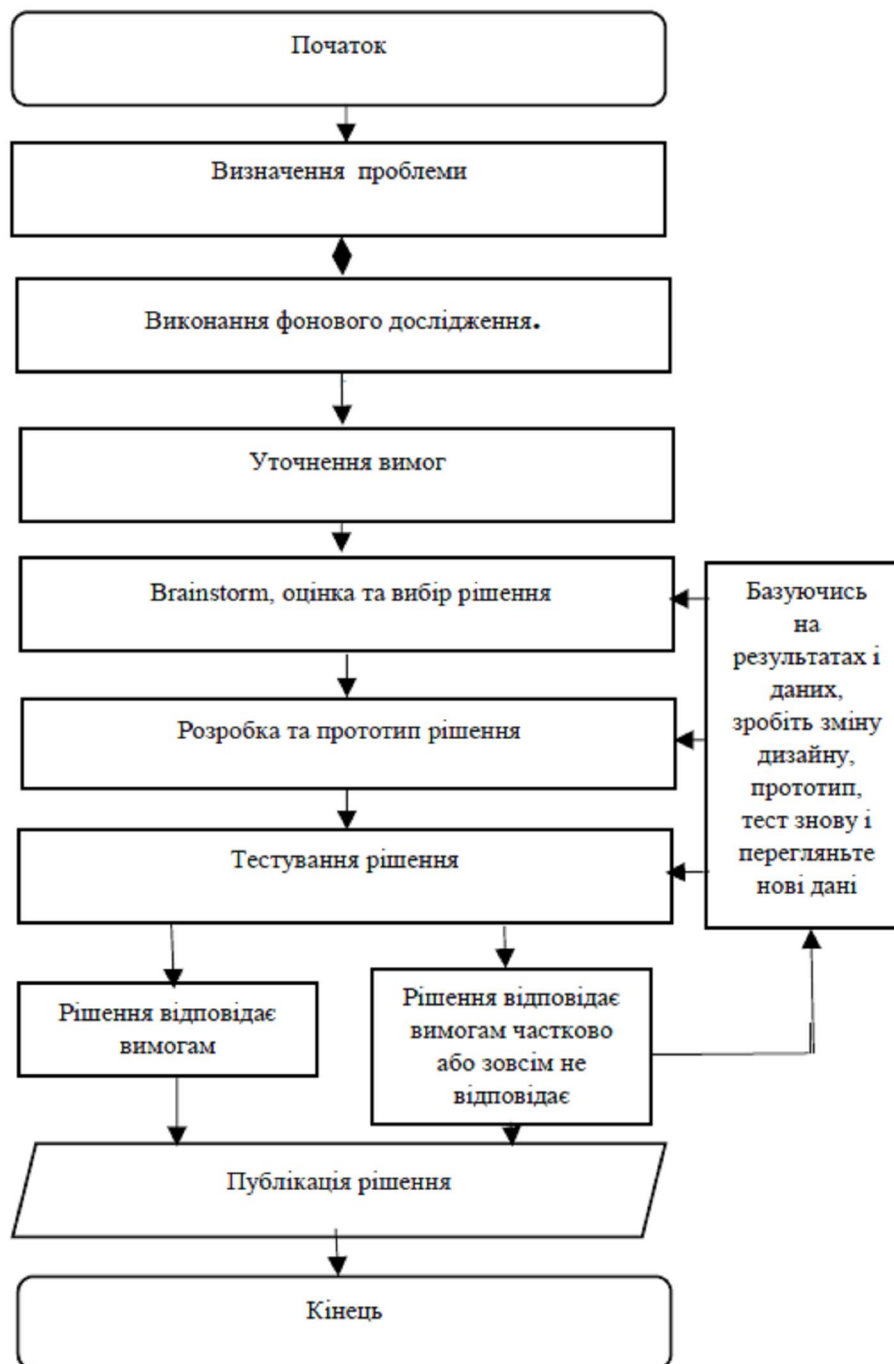 Початок
Визначення проблеми
Виконання фонового дослідження.
Уточнення вимог
Brainstorm, оцінка та вибір рішення
Базуючись
на
результатах і
даних,
зробіть зміну
дизайну,
прототип,
тест знову і
перегляньте
нові дані
Розробка та прототип рішення
Тестування рішення
Рішення відповідає
вимогам
Рішення відповідає
вимогам частково
або зовсім не
відповідає
Публікація рішення
Кінець